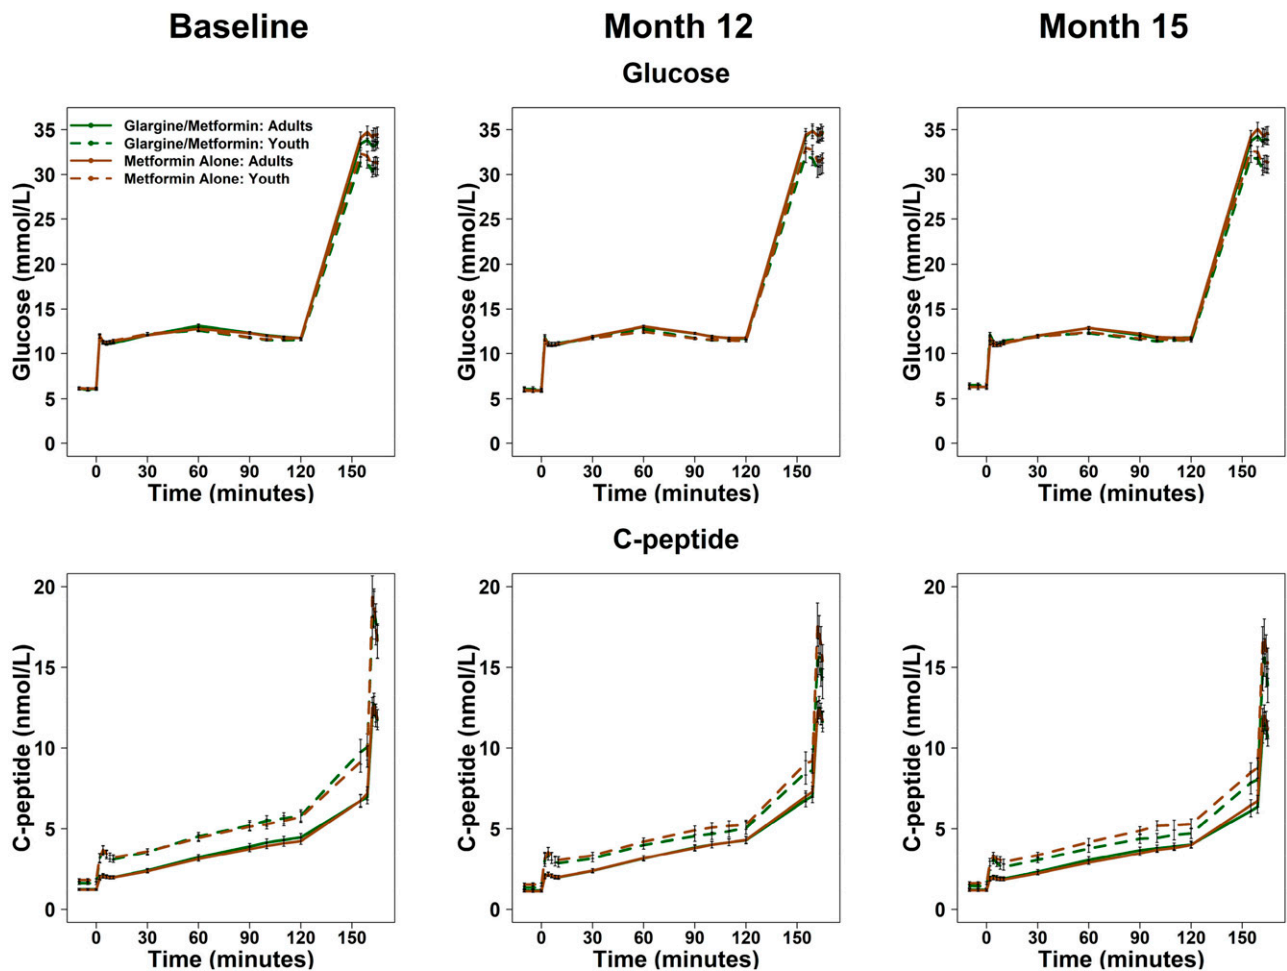 Baseline
Month 12
Month 15
Glucose
Glucose (mmol/L)
35
30
25
20
15
10
5
0
Glargine/Metformin: Adults
Glargine/Metformin: Youth
Metformin Alone: Adults
Metformin Alone: Youth
0 30 60 90 120 150
Time (minutes)
Glucose (mmol/L)
35
30
25
20
15
10
5
0
0 30 60 90 120 150
Time (minutes)
Glucose (mmol/L)
35
30
25
20
15
10
5
0
0 30 60 90 120 150
Time (minutes)
C-peptide
C-peptide (nmol/L)
20
15
10
5
0
0 30 60 90 120 150
Time (minutes)
C-peptide (nmol/L)
20
15
10
5
0
0 30 60 90 120 150
Time (minutes)
C-peptide (nmol/L)
20
15
10
5
0
0 30 60 90 120 150
Time (minutes)